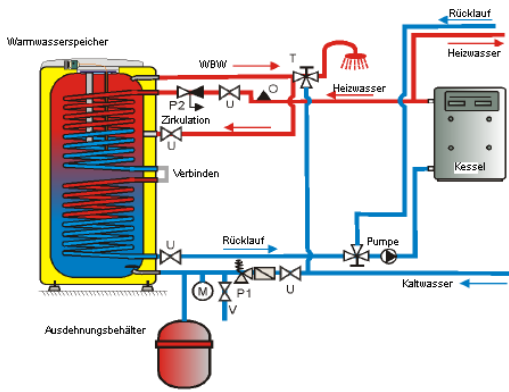 Rücklauf
Warmwasserspeicher
WBW
T
Heizwasser
P2
U
O
Heizwasser
Zirkulation
U
Kessel
Verbinden
U
Rücklauf
Pumpe
M
P1
U
Kaltwasser
V
Ausdehnungsbehälter